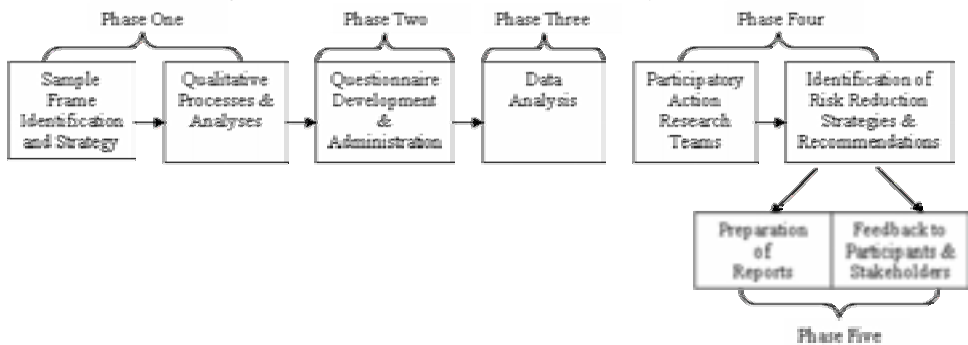 Phase One
Phase Two
Phase Three
Phase Four
Sample
Frame
Identification
and Strategy
Qualitative
Processes &
Analyses
Questionnaire
Development
&
Administration
Data
Analysis
Participatory
Action
Research
Teams
Identification of
Risk Reduction
Strategies &
Recommendations
Preparation
of
Reports
Feedback to
Participants &
Stakeholders
Phase Five